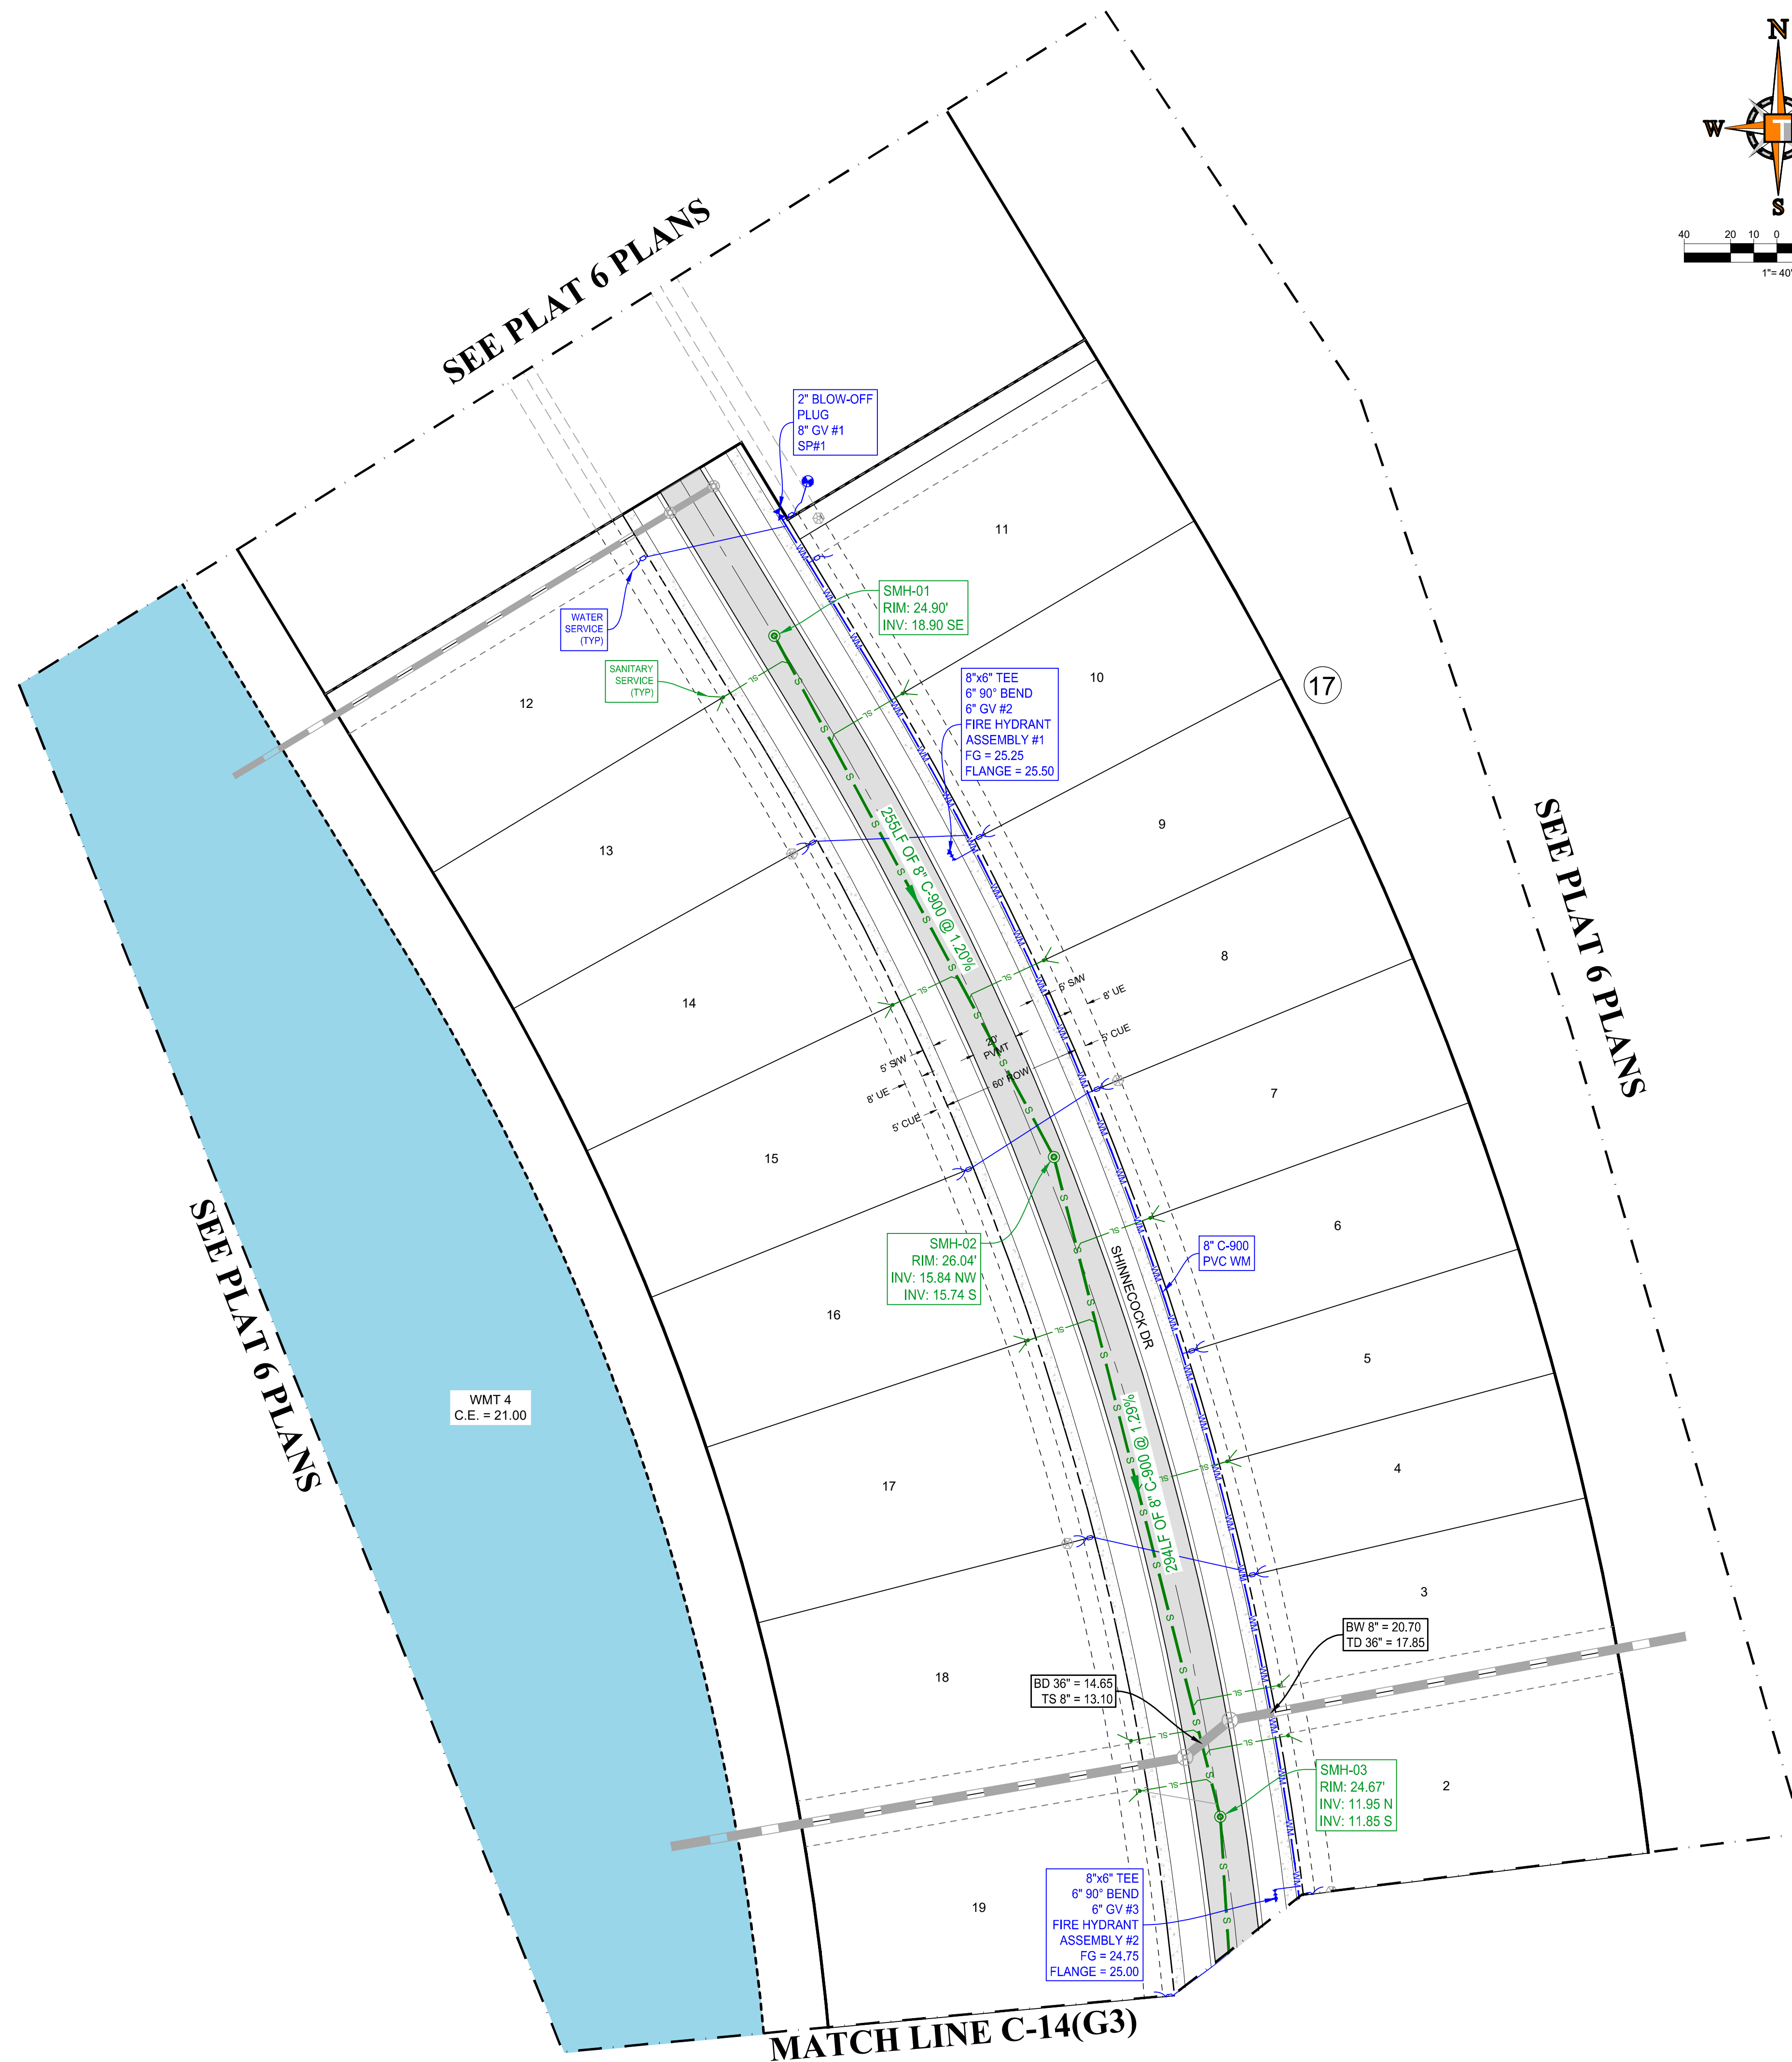 N
W
S
T
40 20 10 0
1"= 40'
SEE PLAT 6 PLANS
2" BLOW-OFF
PLUG
8" GV #1
SP#1
11
SMH-01
RIM: 24.90'
INV: 18.90 SE
WATER
SERVICE
(TYP)
SANITARY
SERVICE
(TYP)
8"x6" TEE
6" 90° BEND
6" GV #2
FIRE HYDRANT
ASSEMBLY #1
FG = 25.25
FLANGE = 25.50
10
17
12
13
9
255LF OF 8" C-900 @ 1.20%
SEE PLAT 6 PLANS
8
14
5' S/W
8' UE
5' CUE
20'
PVMT
60' ROW
5' S/W
8' UE
5' CUE
7
15
6
SMH-02
RIM: 26.04'
INV: 15.84 NW
INV: 15.74 S
8" C-900
PVC WM
SHINNECOCK DR
16
5
SEE PLAT 6 PLANS
WMT 4
C.E. = 21.00
294LF OF 8" C-900 @ 1.29%
17
4
3
BW 8" = 20.70
TD 36" = 17.85
18
BD 36" = 14.65
TS 8" = 13.10
SMH-03
RIM: 24.67'
INV: 11.95 N
INV: 11.85 S
2
8"x6" TEE
6" 90° BEND
6" GV #3
FIRE HYDRANT
ASSEMBLY #2
FG = 24.75
FLANGE = 25.00
19
MATCH LINE C-14(G3)
WM
S
SL